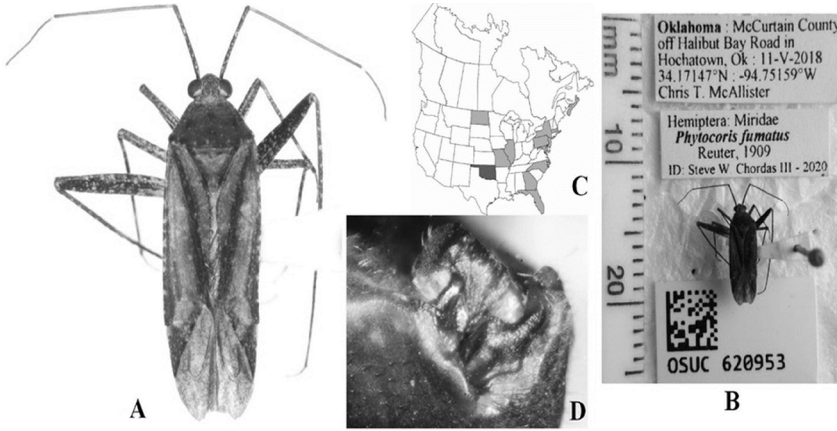 A
C
D
mm
10
20
Oklahoma : McCurtain County
off Halibut Bay Road in
Hochatown, Ok : 11-V-2018
34.17147°N : -94.75159°W
Chris T. McAllister
Hemiptera: Miridae
Phytocoris fumatus
Reuter, 1909
ID: Steve W. Chordas III - 2020
OSUC 620953
B